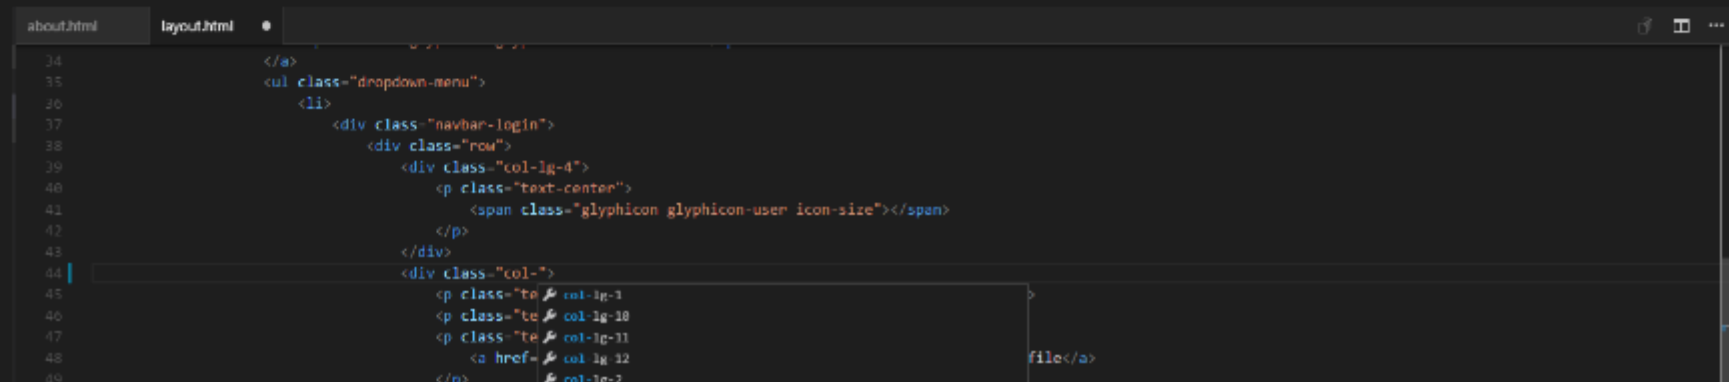 about.html layout.html
34 </a>
35 <ul class="dropdown-menu">
36 <li>
37 <div class="navbar-login">
38 <div class="row">
39 <div class="col-lg-4">
40 <p class="text-center">
41 <span class="glyphicon glyphicon-user icon-size"></span>
42 </p>
43 </div>
44 <div class="col-">
45 <p class="te col-lg-1 >
46 <p class="te col-lg-10
47 <p class="te col-lg-11
48 <a href= col-lg-12 file</a>
49 </p> col-lg-2